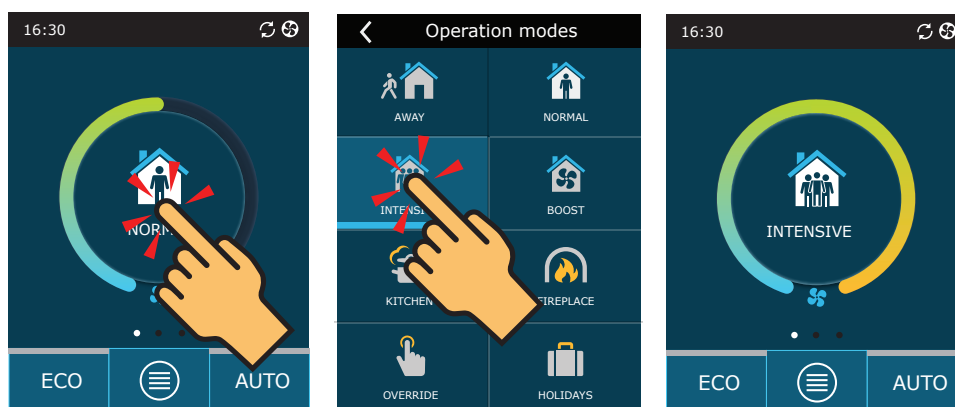 16:30
ECO AUTO
Operation modes
AWAY NORMAL
BOOST
FIREPLACE
KITCHEN
OVERRIDE HOLIDAYS
16:30
INTENSIVE
ECO AUTO